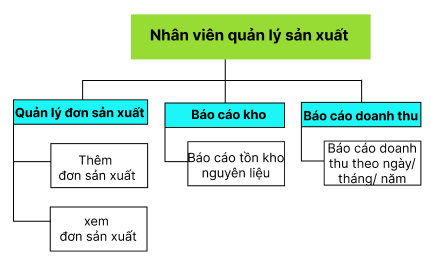 Nhân viên quản lý sản xuất
Quản lý đơn sản xuất
Báo cáo kho
Báo cáo doanh thu
Thêm
đơn sản xuất
xem
đơn sản xuất
Báo cáo tồn kho
nguyên liệu
Báo cáo doanh
thu theo ngày/
tháng/ năm